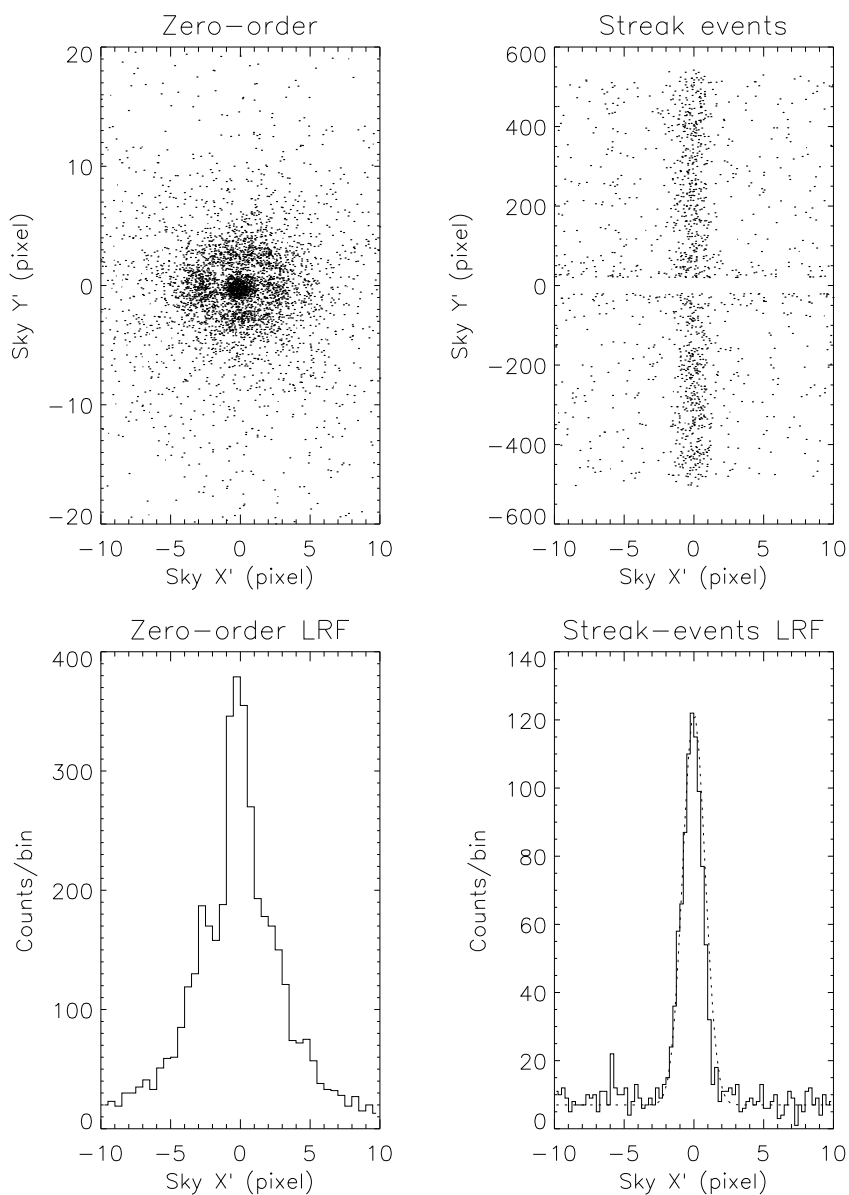 Zero-order
20
10
0
-10
-20
Sky Y' (pixel)
-10 -5 0 5 10
Sky X' (pixel)
Streak events
600
400
200
0
-200
-400
-600
Sky Y' (pixel)
-10 -5 0 5 10
Sky X' (pixel)
Zero-order LRF
400
300
200
100
0
Counts/bin
-10 -5 0 5 10
Sky X' (pixel)
Streak-events LRF
140
120
100
80
60
40
20
0
Counts/bin
-10 -5 0 5 10
Sky X' (pixel)